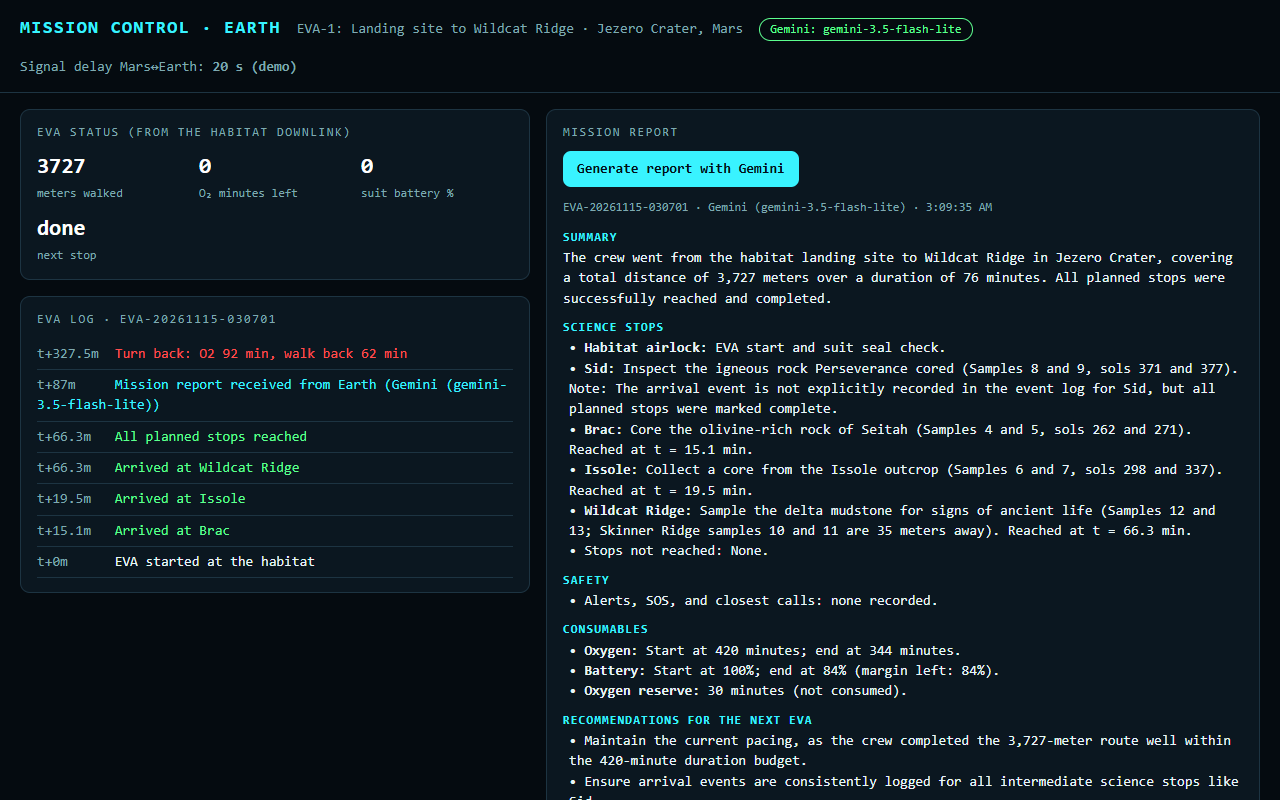 MISSION CONTROL · EARTH
EVA-1: Landing site to Wildcat Ridge · Jezero Crater, Mars
Gemini: gemini-3.5-flash-lite
Signal delay Mars↔Earth: 20 s (demo)
EVA STATUS (FROM THE HABITAT DOWNLINK)
3727
meters walked
0
O₂ minutes left
0
suit battery %
done
next stop
EVA LOG · EVA-20261115-030701
t+327.5m Turn back: O2 92 min, walk back 62 min
t+87m Mission report received from Earth (Gemini (gemini-
3.5-flash-lite))
t+66.3m All planned stops reached
t+66.3m Arrived at Wildcat Ridge
t+19.5m Arrived at Issole
t+15.1m Arrived at Brac
t+0m EVA started at the habitat
MISSION REPORT
Generate report with Gemini
EVA-20261115-030701 · Gemini (gemini-3.5-flash-lite) · 3:09:35 AM
SUMMARY
The crew went from the habitat landing site to Wildcat Ridge in Jezero Crater, covering
a total distance of 3,727 meters over a duration of 76 minutes. All planned stops were
successfully reached and completed.
SCIENCE STOPS
• Habitat airlock: EVA start and suit seal check.
• Sid: Inspect the igneous rock Perseverance cored (Samples 8 and 9, sols 371 and 377).
Note: The arrival event is not explicitly recorded in the event log for Sid, but all
planned stops were marked complete.
• Brac: Core the olivine-rich rock of Seitah (Samples 4 and 5, sols 262 and 271).
Reached at t = 15.1 min.
• Issole: Collect a core from the Issole outcrop (Samples 6 and 7, sols 298 and 337).
Reached at t = 19.5 min.
• Wildcat Ridge: Sample the delta mudstone for signs of ancient life (Samples 12 and
13; Skinner Ridge samples 10 and 11 are 35 meters away). Reached at t = 66.3 min.
• Stops not reached: None.
SAFETY
• Alerts, SOS, and closest calls: none recorded.
CONSUMABLES
• Oxygen: Start at 420 minutes; end at 344 minutes.
• Battery: Start at 100%; end at 84% (margin left: 84%).
• Oxygen reserve: 30 minutes (not consumed).
RECOMMENDATIONS FOR THE NEXT EVA
• Maintain the current pacing, as the crew completed the 3,727-meter route well within
the 420-minute duration budget.
• Ensure arrival events are consistently logged for all intermediate science stops like